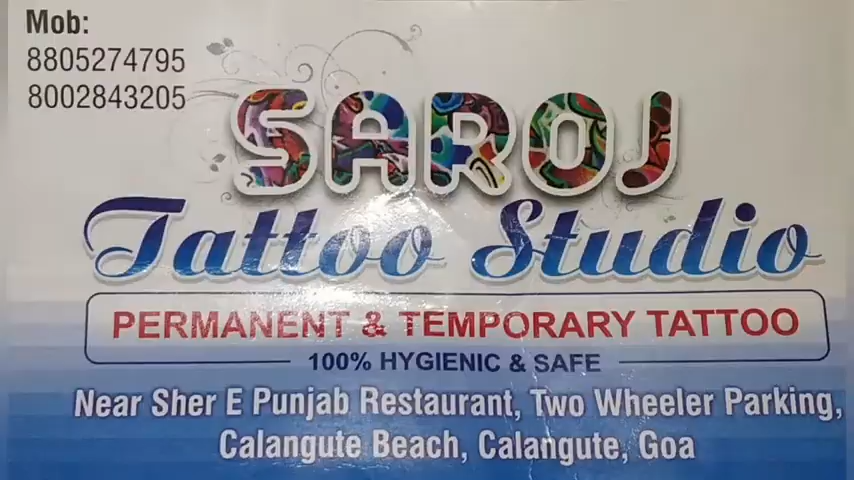 Mob:
8805274795
8002843205
SAROJ
Tattoo Studio
PERMANENT & TEMPORARY TATTOO
100% HYGIENIC & SAFE
Near Sher E Punjab Restaurant, Two Wheeler Parking,
Calangute Beach, Calangute, Goa